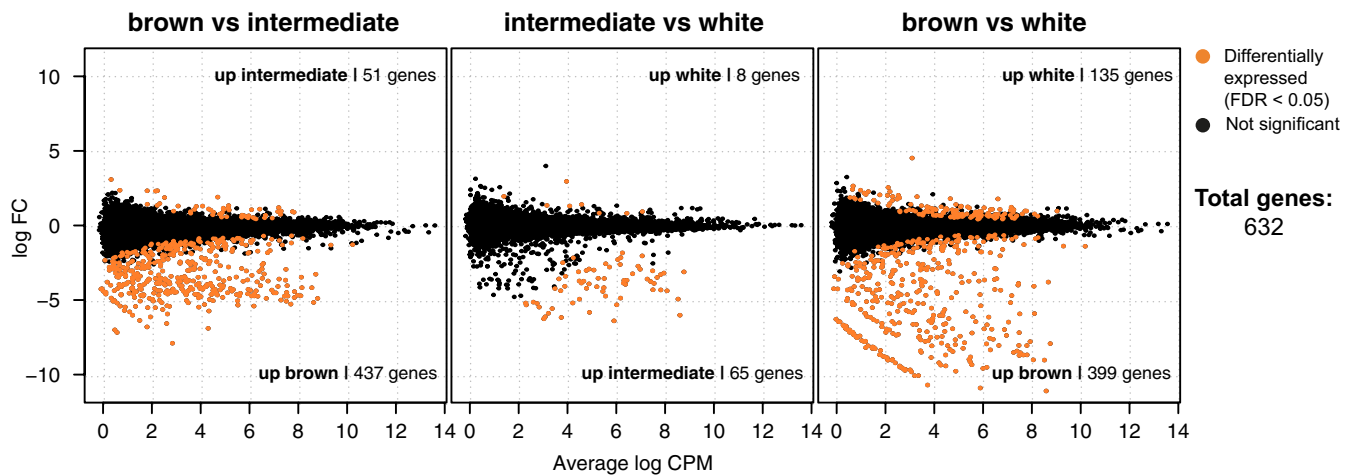 brown vs intermediate
intermediate vs white
brown vs white
up intermediate | 51 genes
up white | 8 genes
up white | 135 genes
up brown | 437 genes
up intermediate | 65 genes
up brown | 399 genes
10
5
0
−5
−10
log FC
0 2 4 6 8 10 12 14
0 2 4 6 8 10 12 14
0 2 4 6 8 10 12 14
Average log CPM
Differentially
expressed
(FDR < 0.05)
Not significant
Total genes:
632